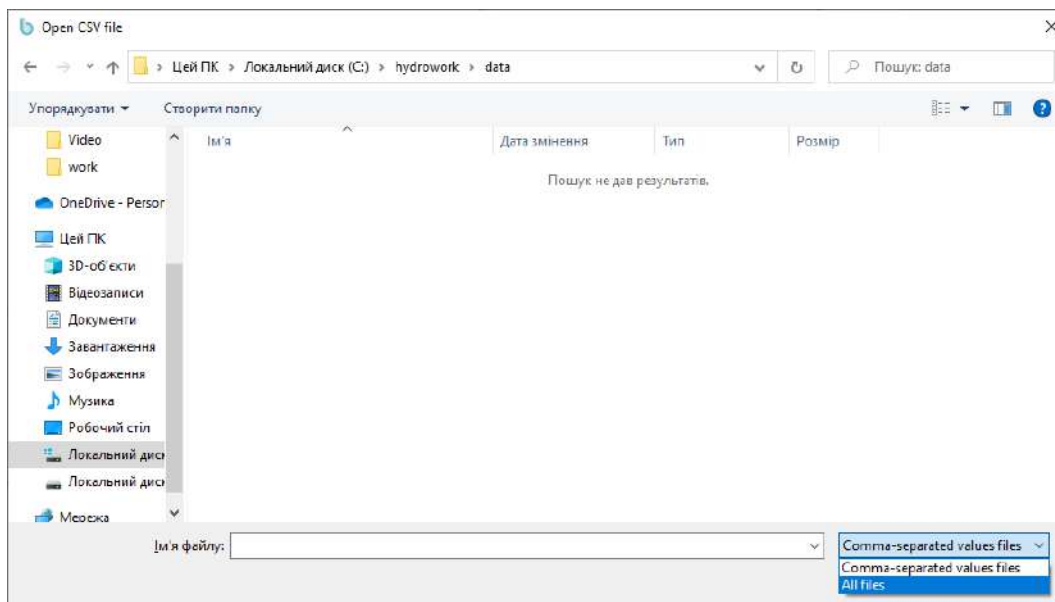 Open CSV file
Цей ПК › Локальний диск (C:) › hydrowork › data
Пошук: data
Упорядкувати
Створити папку
Video
work
OneDrive - Person
Цей ПК
3D-об'єкти
Відеозаписи
Документи
Завантаження
Зображення
Музика
Робочий стіл
Локальний диск
Локальний диск
Мережа
Ім'я
Дата змінення
Тип
Розмір
Пошук не дав результатів.
Ім'я файлу:
Comma-separated values files
Comma-separated values files
All files